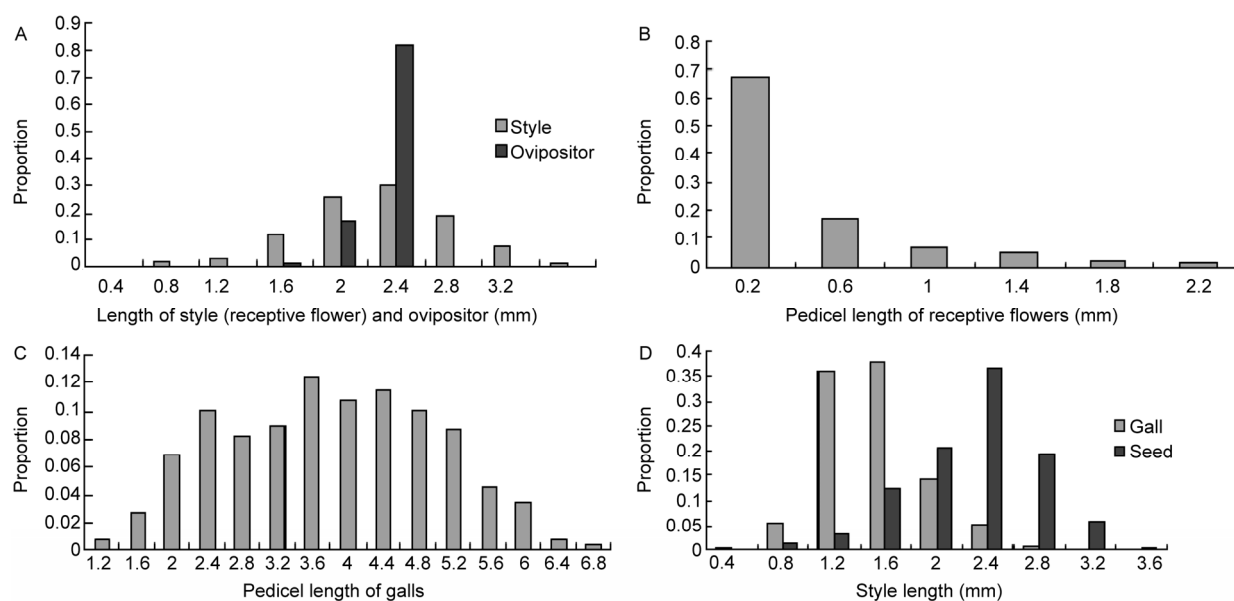 A
Proportion
0.9
0.8
0.7
0.6
0.5
0.4
0.3
0.2
0.1
0
Style
Ovipositor
0.4 0.8 1.2 1.6 2 2.4 2.8 3.2
Length of style (receptive flower) and ovipositor (mm)
B
Proportion
0.8
0.7
0.6
0.5
0.4
0.3
0.2
0.1
0
0.2 0.6 1 1.4 1.8 2.2
Pedicel length of receptive flowers (mm)
C
Proportion
0.14
0.12
0.10
0.08
0.06
0.04
0.02
0
1.2 1.6 2 2.4 2.8 3.2 3.6 4 4.4 4.8 5.2 5.6 6 6.4 6.8
Pedicel length of galls
D
Proportion
0.4
0.35
0.3
0.25
0.2
0.15
0.1
0.05
0
Gall
Seed
0.4 0.8 1.2 1.6 2 2.4 2.8 3.2 3.6
Style length (mm)